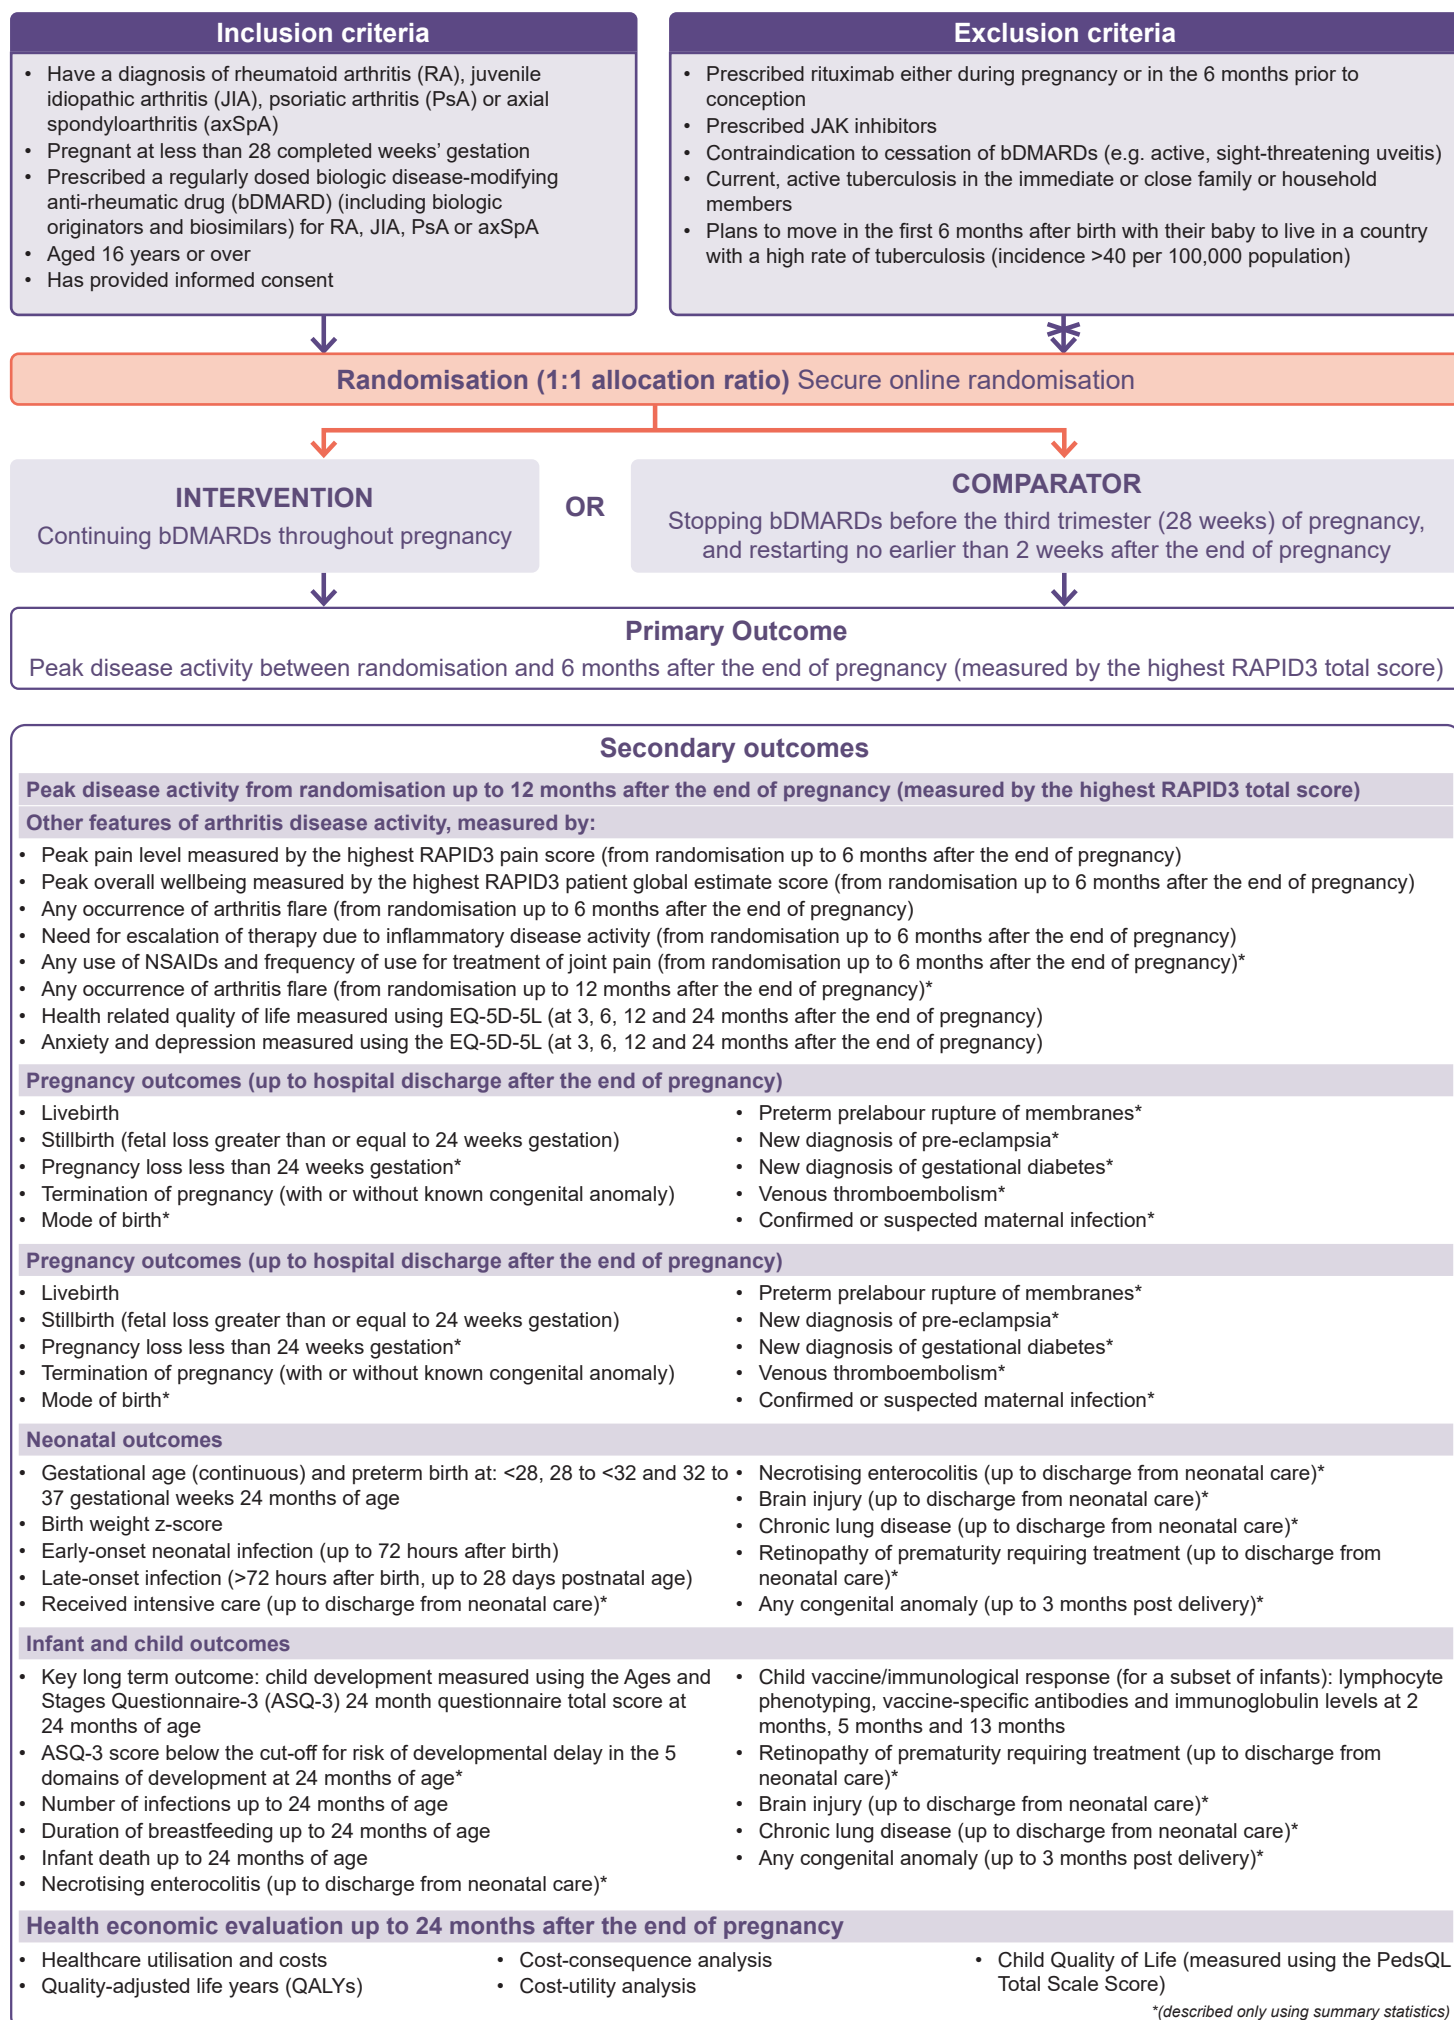 Inclusion criteria
• Have a diagnosis of rheumatoid arthritis (RA), juvenile
idiopathic arthritis (JIA), psoriatic arthritis (PsA) or axial
spondyloarthritis (axSpA)
• Pregnant at less than 28 completed weeks’ gestation
• Prescribed a regularly dosed biologic disease-modifying
anti-rheumatic drug (bDMARD) (including biologic
originators and biosimilars) for RA, JIA, PsA or axSpA
• Aged 16 years or over
• Has provided informed consent
Exclusion criteria
• Prescribed rituximab either during pregnancy or in the 6 months prior to
conception
• Prescribed JAK inhibitors
• Contraindication to cessation of bDMARDs (e.g. active, sight-threatening uveitis)
• Current, active tuberculosis in the immediate or close family or household
members
• Plans to move in the first 6 months after birth with their baby to live in a country
with a high rate of tuberculosis (incidence >40 per 100,000 population)
Randomisation (1:1 allocation ratio) Secure online randomisation
INTERVENTION
Continuing bDMARDs throughout pregnancy
OR
COMPARATOR
Stopping bDMARDs before the third trimester (28 weeks) of pregnancy,
and restarting no earlier than 2 weeks after the end of pregnancy
Primary Outcome
Peak disease activity between randomisation and 6 months after the end of pregnancy (measured by the highest RAPID3 total score)
Secondary outcomes
Peak disease activity from randomisation up to 12 months after the end of pregnancy (measured by the highest RAPID3 total score)
Other features of arthritis disease activity, measured by:
• Peak pain level measured by the highest RAPID3 pain score (from randomisation up to 6 months after the end of pregnancy)
• Peak overall wellbeing measured by the highest RAPID3 patient global estimate score (from randomisation up to 6 months after the end of pregnancy)
• Any occurrence of arthritis flare (from randomisation up to 6 months after the end of pregnancy)
• Need for escalation of therapy due to inflammatory disease activity (from randomisation up to 6 months after the end of pregnancy)
• Any use of NSAIDs and frequency of use for treatment of joint pain (from randomisation up to 6 months after the end of pregnancy)*
• Any occurrence of arthritis flare (from randomisation up to 12 months after the end of pregnancy)*
• Health related quality of life measured using EQ-5D-5L (at 3, 6, 12 and 24 months after the end of pregnancy)
• Anxiety and depression measured using the EQ-5D-5L (at 3, 6, 12 and 24 months after the end of pregnancy)
Pregnancy outcomes (up to hospital discharge after the end of pregnancy)
• Livebirth
• Stillbirth (fetal loss greater than or equal to 24 weeks gestation)
• Pregnancy loss less than 24 weeks gestation*
• Termination of pregnancy (with or without known congenital anomaly)
• Mode of birth*
• Preterm prelabour rupture of membranes*
• New diagnosis of pre-eclampsia*
• New diagnosis of gestational diabetes*
• Venous thromboembolism*
• Confirmed or suspected maternal infection*
Pregnancy outcomes (up to hospital discharge after the end of pregnancy)
• Livebirth
• Stillbirth (fetal loss greater than or equal to 24 weeks gestation)
• Pregnancy loss less than 24 weeks gestation*
• Termination of pregnancy (with or without known congenital anomaly)
• Mode of birth*
• Preterm prelabour rupture of membranes*
• New diagnosis of pre-eclampsia*
• New diagnosis of gestational diabetes*
• Venous thromboembolism*
• Confirmed or suspected maternal infection*
Neonatal outcomes
• Gestational age (continuous) and preterm birth at: <28, 28 to <32 and 32 to
37 gestational weeks 24 months of age
• Birth weight z-score
• Early-onset neonatal infection (up to 72 hours after birth)
• Late-onset infection (>72 hours after birth, up to 28 days postnatal age)
• Received intensive care (up to discharge from neonatal care)*
• Necrotising enterocolitis (up to discharge from neonatal care)*
• Brain injury (up to discharge from neonatal care)*
• Chronic lung disease (up to discharge from neonatal care)*
• Retinopathy of prematurity requiring treatment (up to discharge from
neonatal care)*
• Any congenital anomaly (up to 3 months post delivery)*
Infant and child outcomes
• Key long term outcome: child development measured using the Ages and
Stages Questionnaire-3 (ASQ-3) 24 month questionnaire total score at
24 months of age
• ASQ-3 score below the cut-off for risk of developmental delay in the 5
domains of development at 24 months of age*
• Number of infections up to 24 months of age
• Duration of breastfeeding up to 24 months of age
• Infant death up to 24 months of age
• Necrotising enterocolitis (up to discharge from neonatal care)*
• Child vaccine/immunological response (for a subset of infants): lymphocyte
phenotyping, vaccine-specific antibodies and immunoglobulin levels at 2
months, 5 months and 13 months
• Retinopathy of prematurity requiring treatment (up to discharge from
neonatal care)*
• Brain injury (up to discharge from neonatal care)*
• Chronic lung disease (up to discharge from neonatal care)*
• Any congenital anomaly (up to 3 months post delivery)*
Health economic evaluation up to 24 months after the end of pregnancy
• Healthcare utilisation and costs
• Quality-adjusted life years (QALYs)
• Cost-consequence analysis
• Cost-utility analysis
• Child Quality of Life (measured using the PedsQL
Total Scale Score)
*(described only using summary statistics)